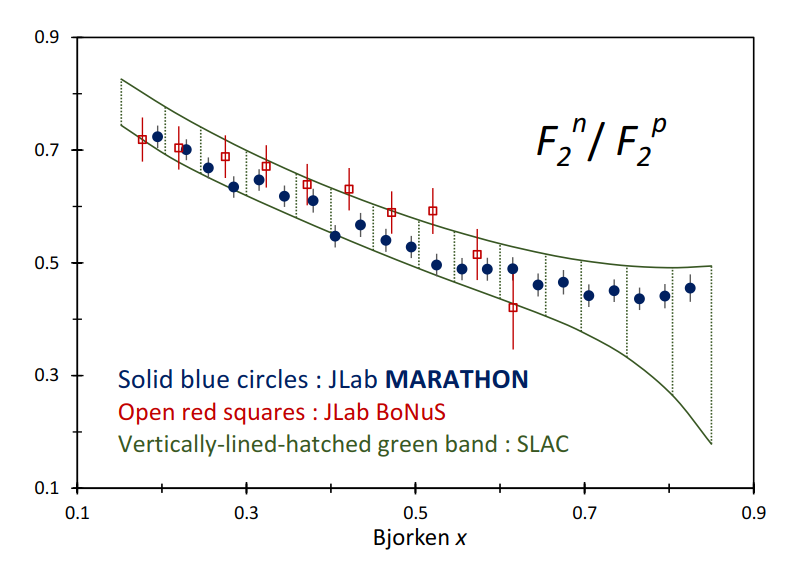 0.9
F₂ⁿ/ F₂ᵖ
0.7
0.5
0.3
Solid blue circles : JLab MARATHON
Open red squares : JLab BoNuS
Vertically-lined-hatched green band : SLAC
0.1
0.1 0.3 0.5 0.7 0.9
Bjorken x